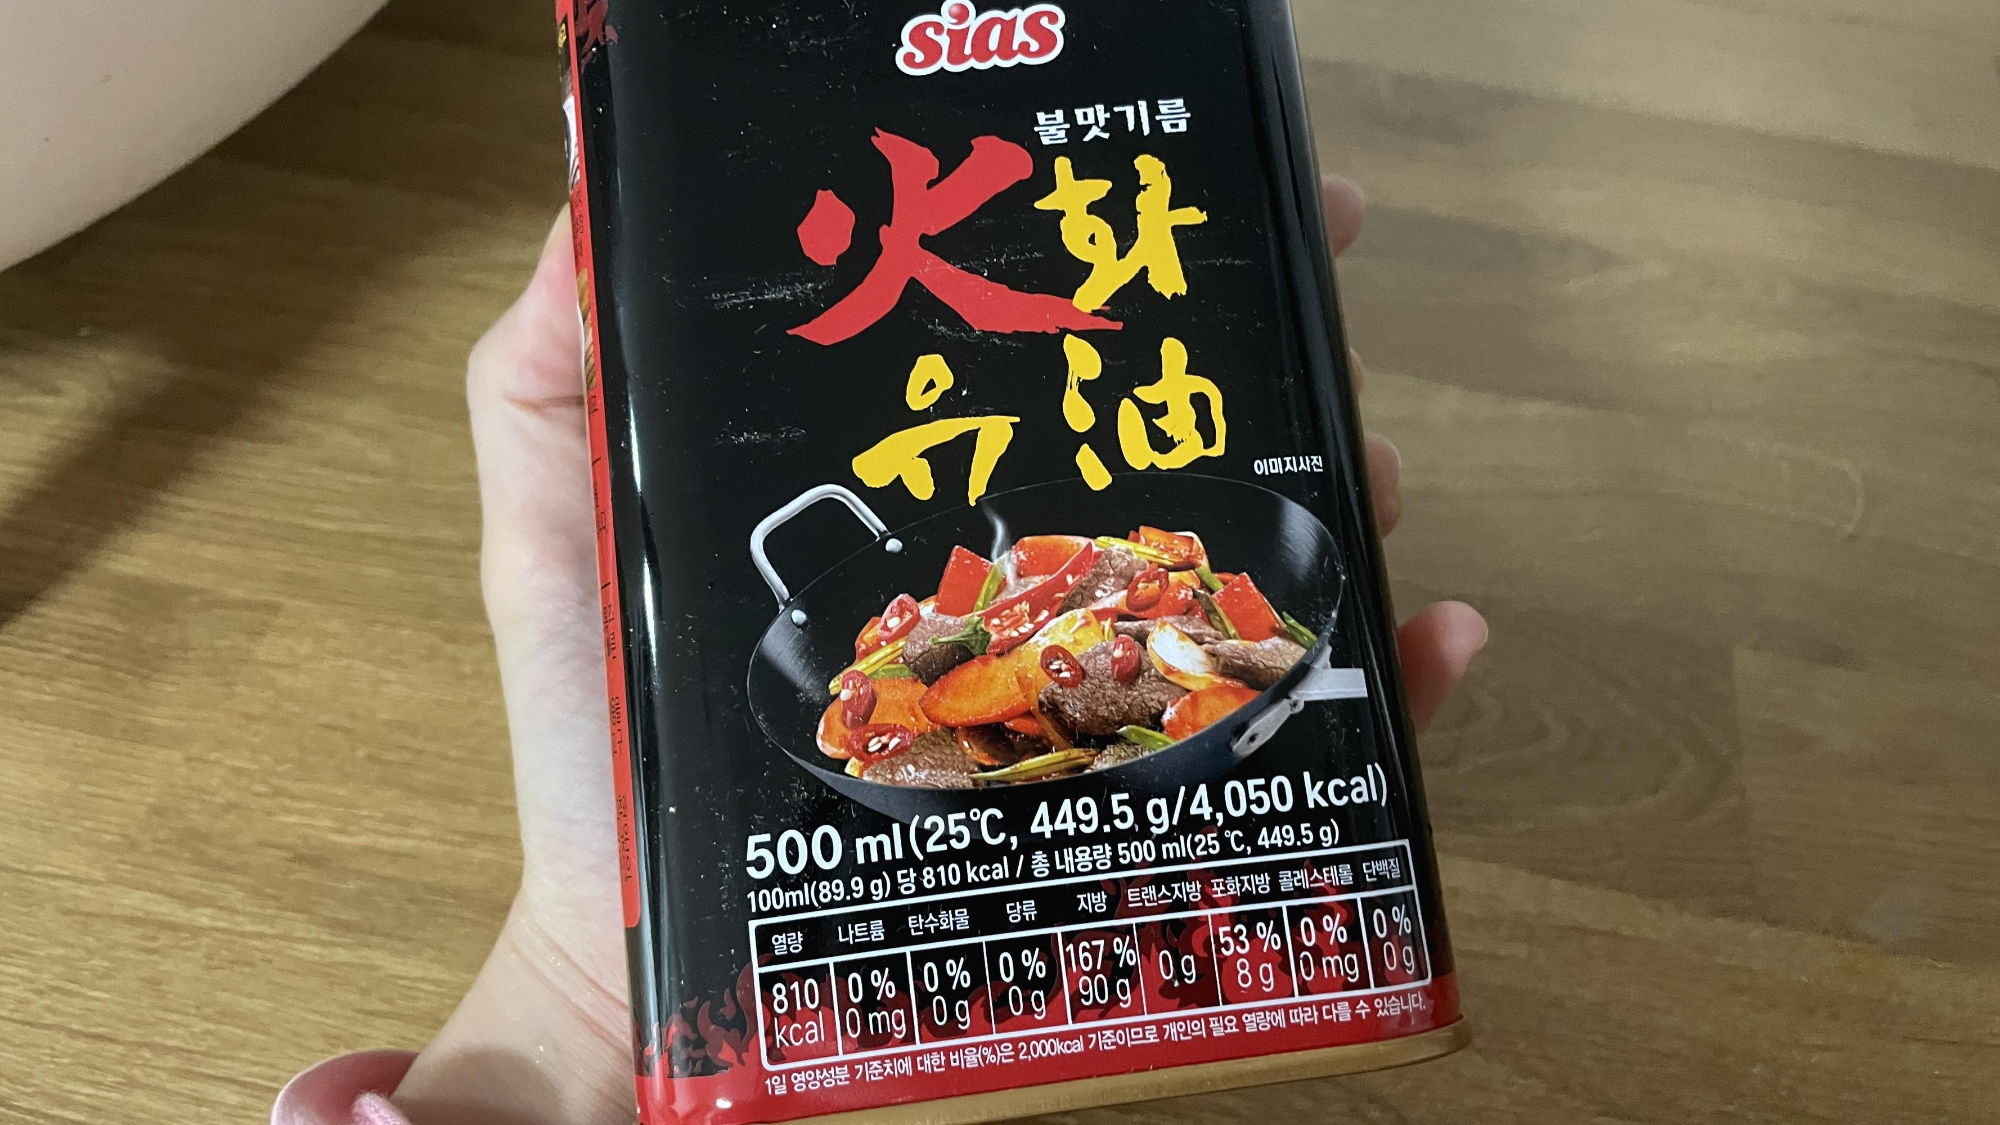 sias
불맛기름
火화
유油
이미지사진
500 ml(25℃, 449.5 g/4,050 kcal)
100ml(89.9 g) 당 810 kcal / 총 내용량 500 ml(25 ℃, 449.5 g)
열량 나트륨 탄수화물 당류 지방 트랜스지방 포화지방 콜레스테롤 단백질
810 kcal 0 % 0 mg 0 % 0 g 0 % 0 g 167 % 90 g 0 g 53 % 8 g 0 % 0 mg 0 % 0 g
1일 영양성분 기준치에 대한 비율(%)은 2,000kcal 기준이므로 개인의 필요 열량에 따라 다를 수 있습니다.